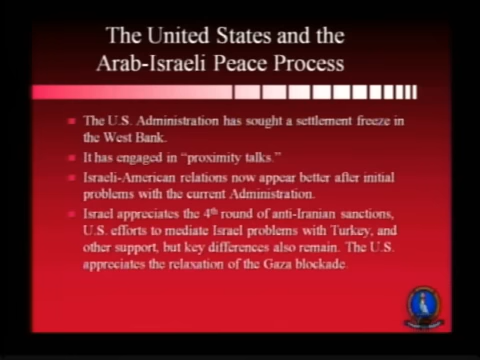 The United States and the
Arab-Israeli Peace Process
The U.S. Administration has sought a settlement freeze in
the West Bank.
It has engaged in “proximity talks.”
Israeli-American relations now appear better after initial
problems with the current Administration.
Israel appreciates the 4th round of anti-Iranian sanctions,
U.S. efforts to mediate Israel problems with Turkey, and
other support, but key differences also remain. The U.S.
appreciates the relaxation of the Gaza blockade.